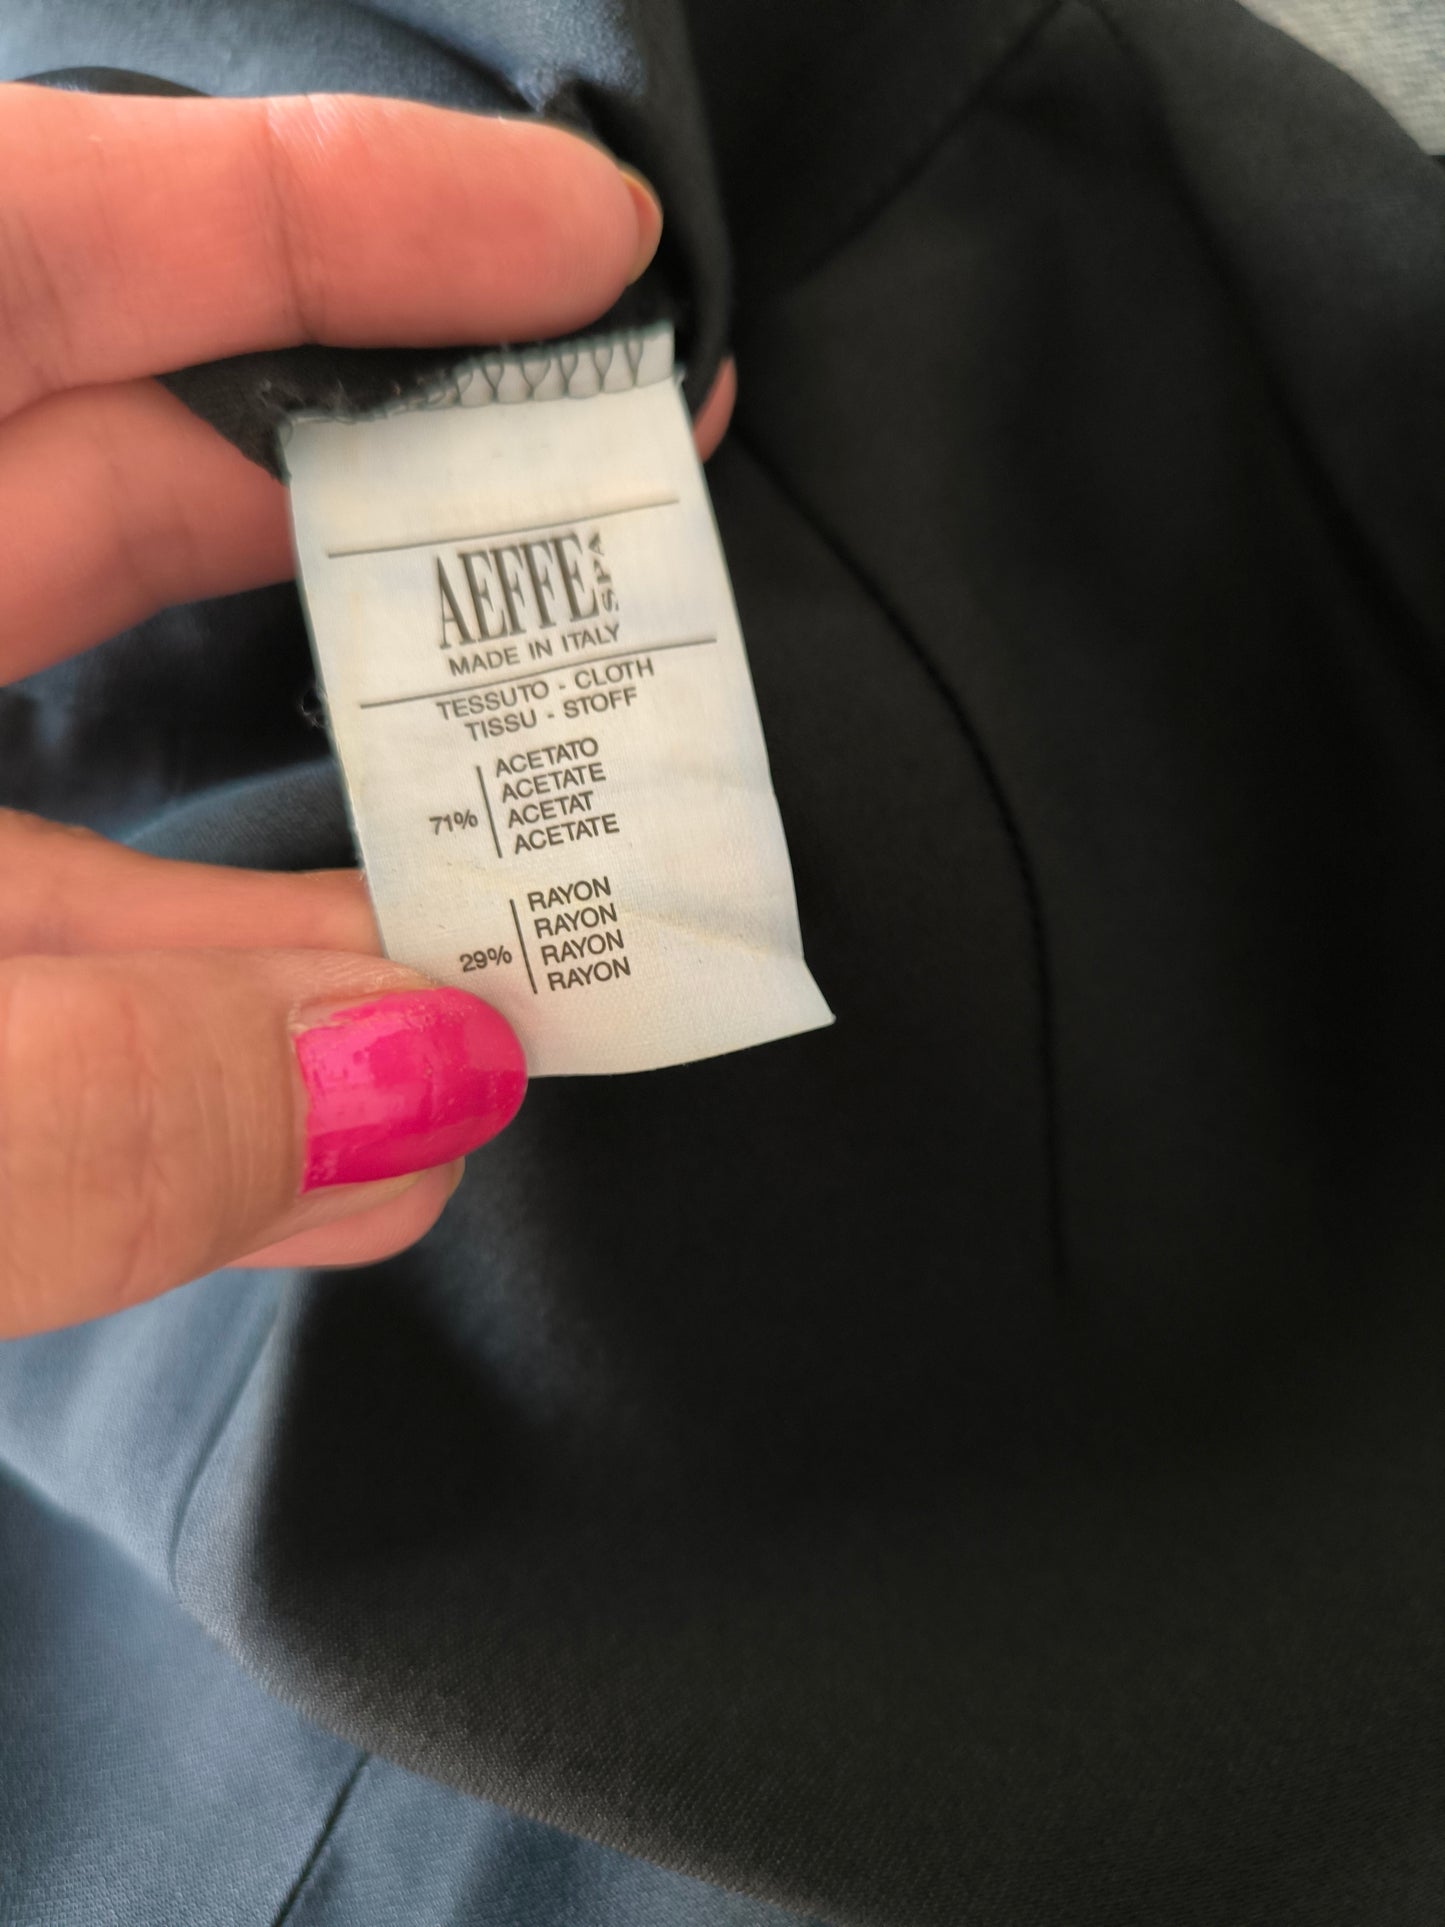 AEFFE SPA
MADE IN ITALY
TESSUTO - CLOTH
TISSU - STOFF
ACETATO
ACETATE
71% ACETAT
ACETATE
RAYON
RAYON
29% RAYON
RAYON